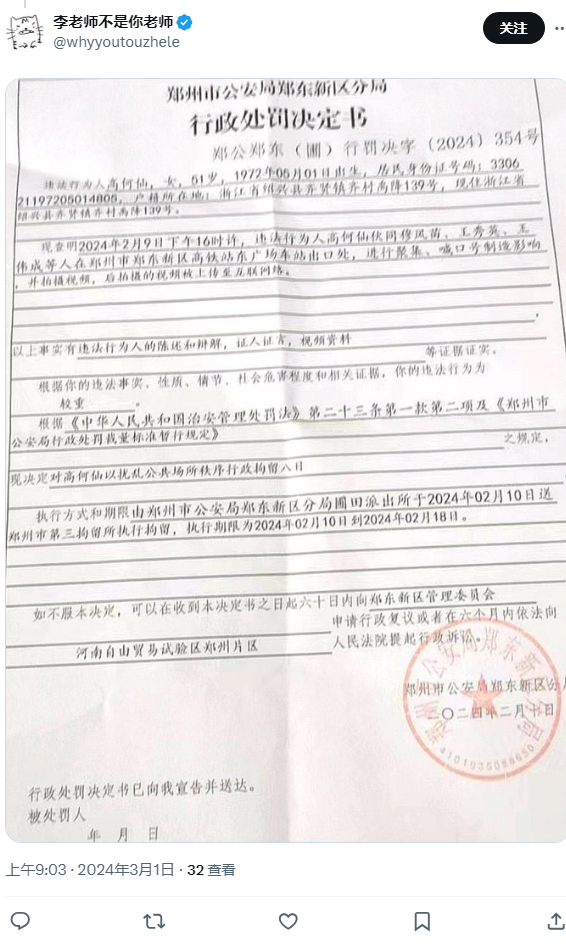 李老师不是你老师
@whyyoutouzhele
关注
郑州市公安局郑东新区分局
行政处罚决定书
郑公郑东（圃）行罚决字（2024）354号
违法行为人高何仙，女，51岁，1972年05月01日出生，居民身份证号码：3306
21197205014805，户籍所在地：浙江省绍兴县齐贤镇齐村高降139号，现住浙江省
绍兴县齐贤镇齐村高降139号。
现查明2024年2月9日下午16时许，违法行为人高何仙伙同修凤苗、王秀英、王
伟成等人在郑州市郑东新区高铁站东广场车站出口处，进行聚集、喊口号制造影响
，并拍摄视频，后拍摄的视频被上传至互联网络。
以上事实有违法行为人的陈述和辩解，证人证言，视频资料
等证据证实。
根据你的违法事实、性质、情节、社会危害程度和相关证据，你的违法行为为
较重。
根据《中华人民共和国治安管理处罚法》第二十三条第一款第二项及《郑州市
公安局行政处罚裁量标准暂行规定》
之规定，
现决定对高何仙以扰乱公共场所秩序行政拘留八日
执行方式和期限由郑州市公安局郑东新区分局圃田派出所于2024年02月10日送
郑州市第三拘留所执行拘留，执行期限为2024年02月10日到2024年02月18日。
如不服本决定，可以在收到本决定书之日起六十日内向郑东新区管理委员会
申请行政复议或者在六个月内依法向
河南自由贸易试验区郑州片区
人民法院提起行政诉讼。
郑州市公安局郑东新区分局
二〇二四年二月十日
行政处罚决定书已向我宣告并送达。
被处罚人
年 月 日
上午9:03 · 2024年3月1日 · 32 查看